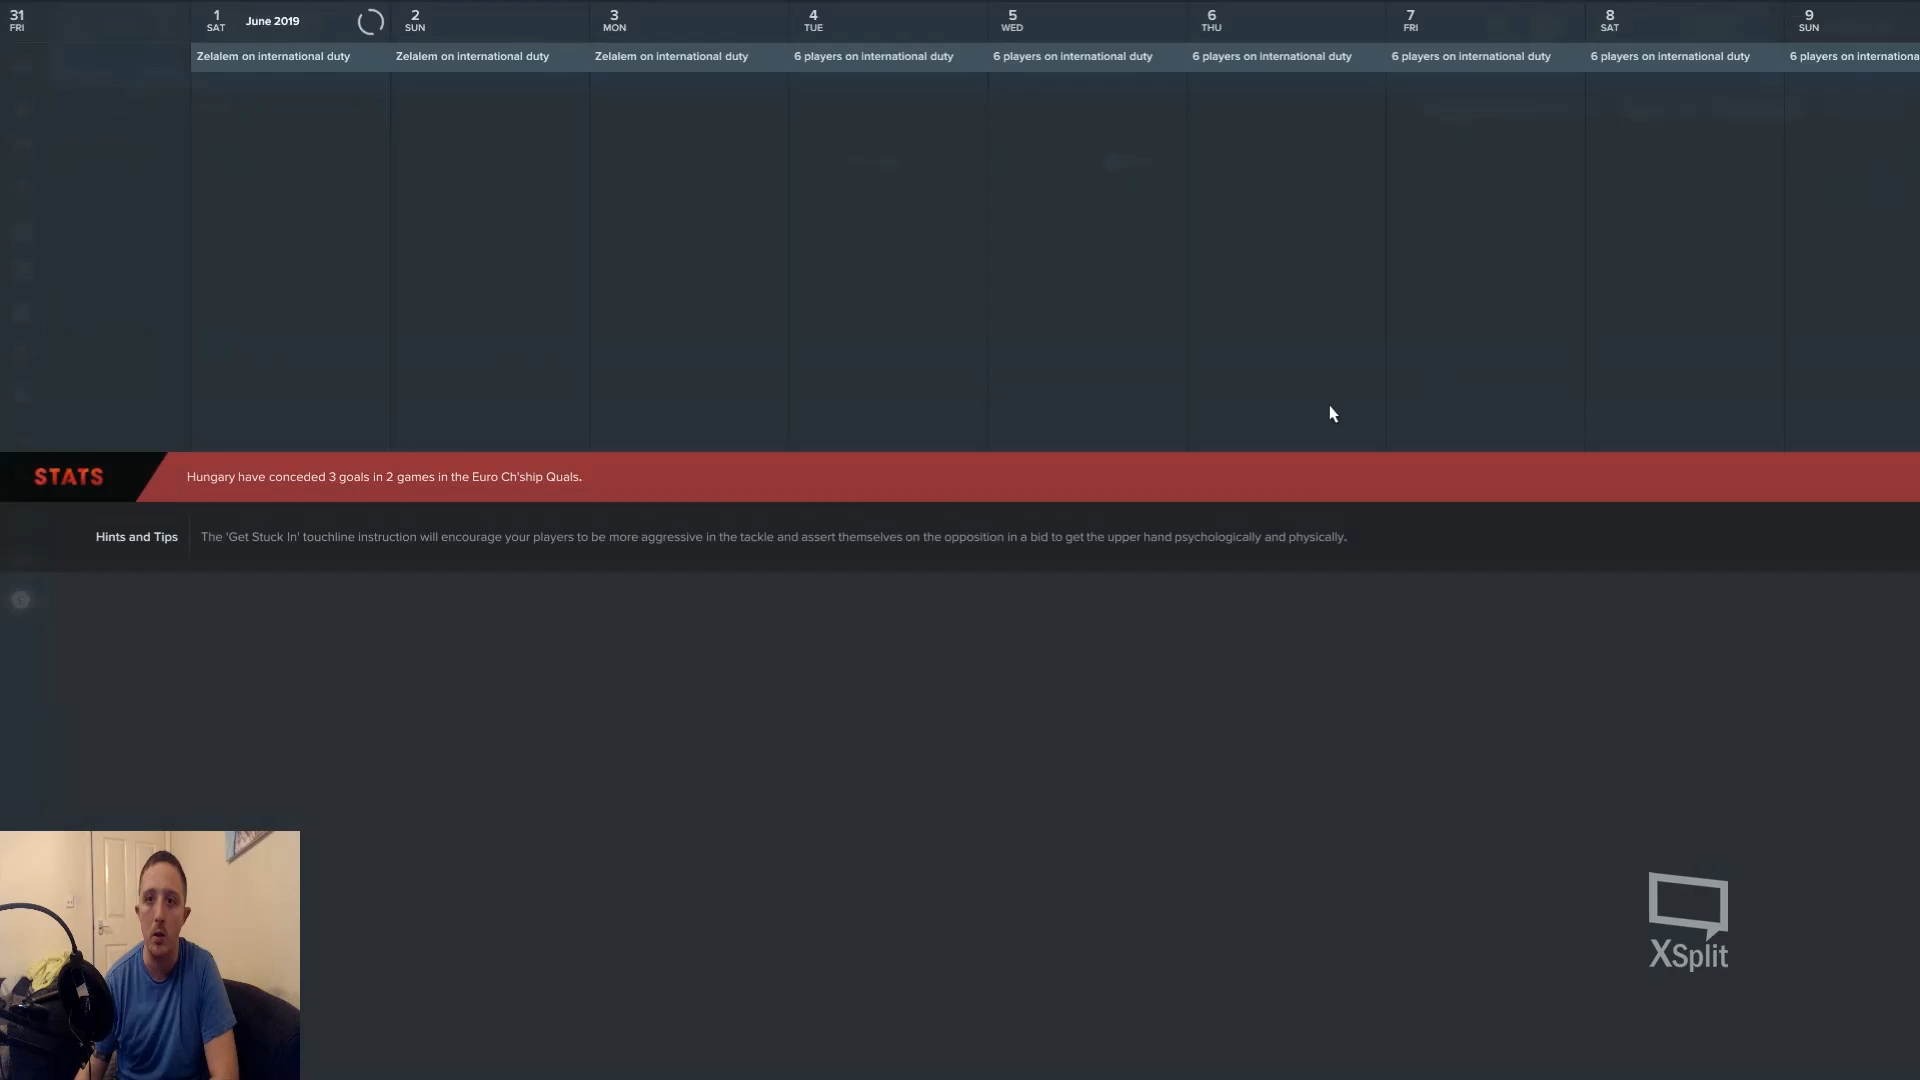 31
FRI
1
SAT
June 2019
2
SUN
3
MON
4
TUE
5
WED
6
THU
7
FRI
8
SAT
9
SUN
Zelalem on international duty
Zelalem on international duty
Zelalem on international duty
6 players on international duty
6 players on international duty
6 players on international duty
6 players on international duty
6 players on international duty
6 players on internationa
STATS
Hungary have conceded 3 goals in 2 games in the Euro Ch'ship Quals.
Hints and Tips
The 'Get Stuck In' touchline instruction will encourage your players to be more aggressive in the tackle and assert themselves on the opposition in a bid to get the upper hand psychologically and physically.
XSplit